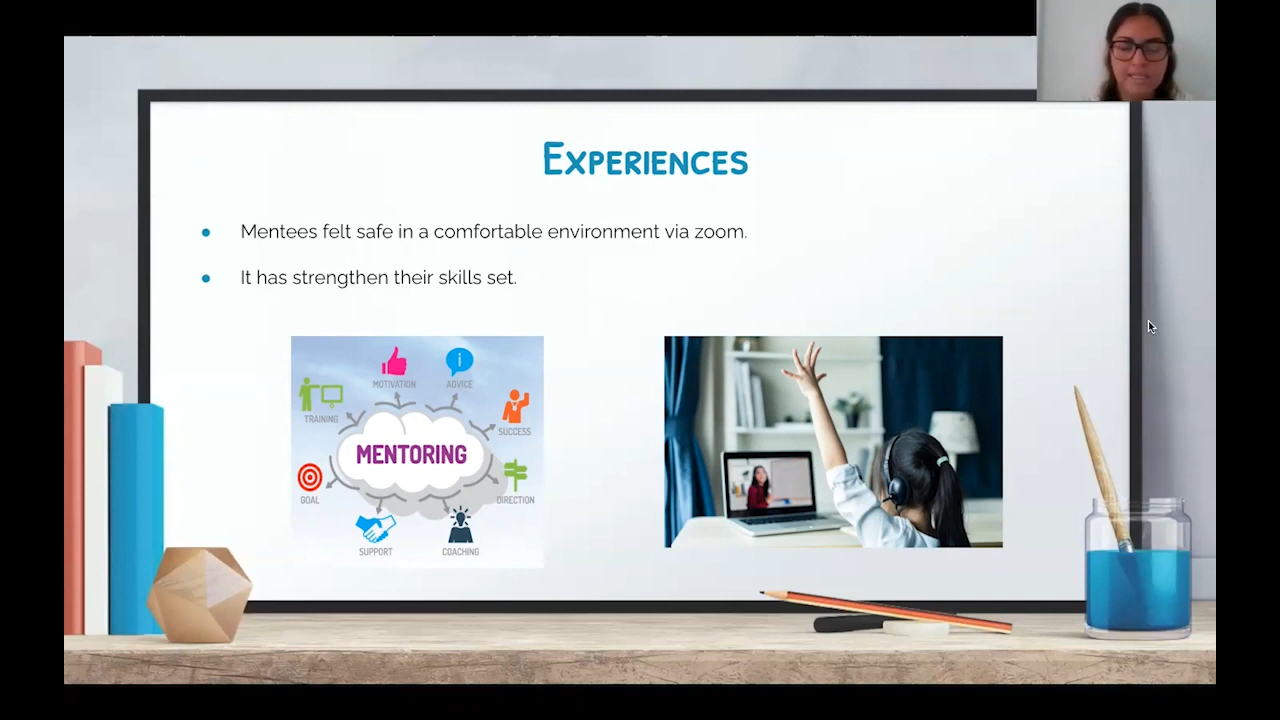 Experiences
● Mentees felt safe in a comfortable environment via zoom.
● It has strengthen their skills set.
MOTIVATION
ADVICE
TRAINING
SUCCESS
MENTORING
GOAL
DIRECTION
SUPPORT
COACHING